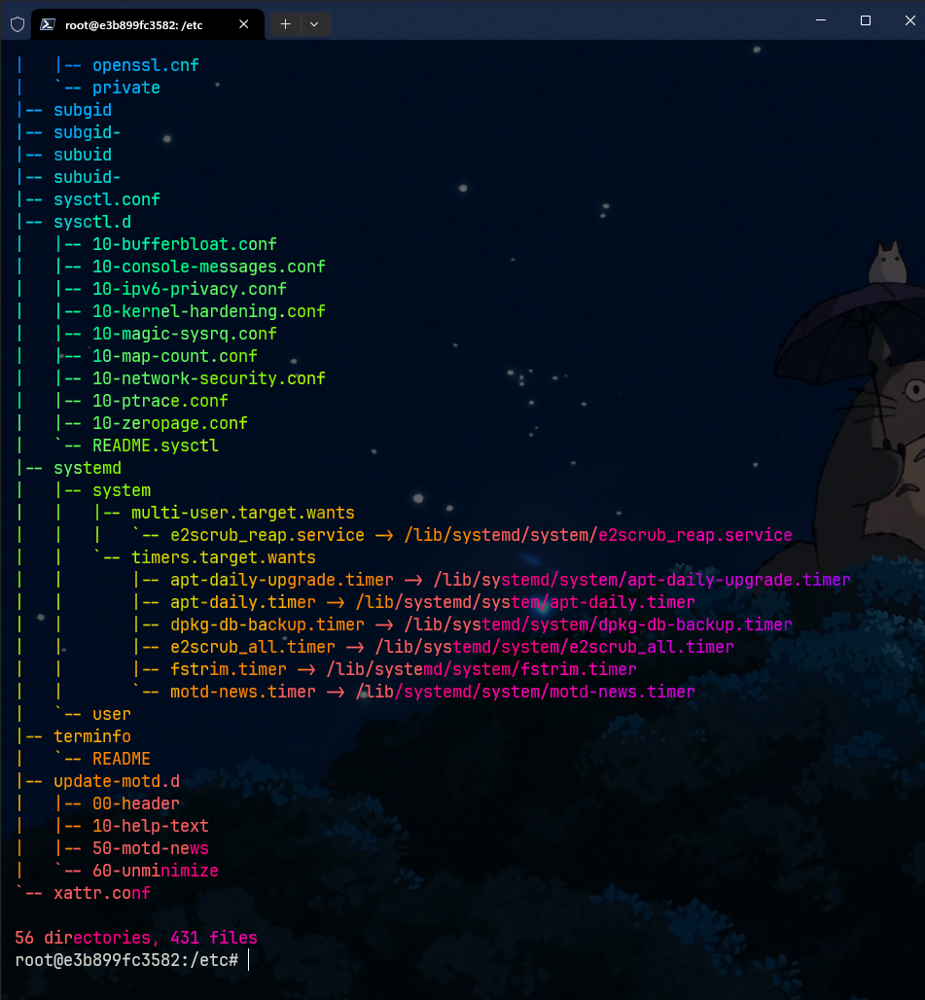 root@e3b899fc3582: /etc
|   |-- openssl.cnf
|   `-- private
|-- subgid
|-- subgid-
|-- subuid
|-- subuid-
|-- sysctl.conf
|-- sysctl.d
|   |-- 10-bufferbloat.conf
|   |-- 10-console-messages.conf
|   |-- 10-ipv6-privacy.conf
|   |-- 10-kernel-hardening.conf
|   |-- 10-magic-sysrq.conf
|   |-- 10-map-count.conf
|   |-- 10-network-security.conf
|   |-- 10-ptrace.conf
|   |-- 10-zeropage.conf
|   `-- README.sysctl
|-- systemd
|   |-- system
|   |   |-- multi-user.target.wants
|   |   |   `-- e2scrub_reap.service -> /lib/systemd/system/e2scrub_reap.service
|   |   `-- timers.target.wants
|   |       |-- apt-daily-upgrade.timer -> /lib/systemd/system/apt-daily-upgrade.timer
|   |       |-- apt-daily.timer -> /lib/systemd/system/apt-daily.timer
|   |       |-- dpkg-db-backup.timer -> /lib/systemd/system/dpkg-db-backup.timer
|   |       |-- e2scrub_all.timer -> /lib/systemd/system/e2scrub_all.timer
|   |       |-- fstrim.timer -> /lib/systemd/system/fstrim.timer
|   |       `-- motd-news.timer -> /lib/systemd/system/motd-news.timer
|   `-- user
|-- terminfo
|   `-- README
|-- update-motd.d
|   |-- 00-header
|   |-- 10-help-text
|   |-- 50-motd-news
|   `-- 60-unminimize
`-- xattr.conf
56 directories, 431 files
root@e3b899fc3582:/etc#